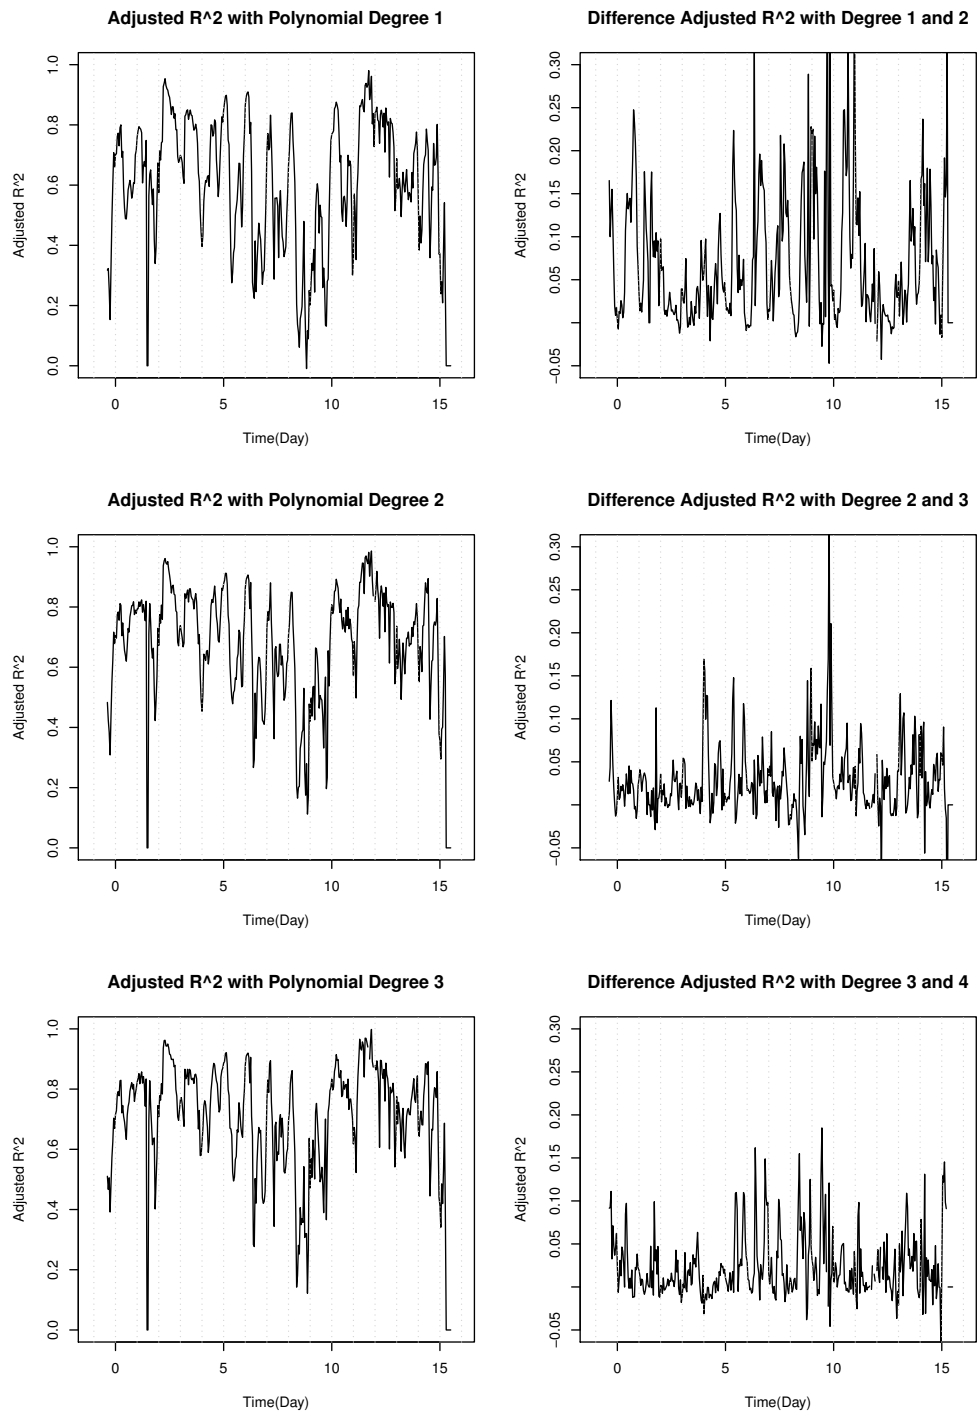 Adjusted R^2 with Polynomial Degree 1
Adjusted R^2
1.0
0.8
0.6
0.4
0.2
0.0
0 5 10 15
Time(Day)
Difference Adjusted R^2 with Degree 1 and 2
Adjusted R^2
0.30
0.25
0.20
0.15
0.10
0.05
−0.05
0 5 10 15
Time(Day)
Adjusted R^2 with Polynomial Degree 2
Adjusted R^2
1.0
0.8
0.6
0.4
0.2
0.0
0 5 10 15
Time(Day)
Difference Adjusted R^2 with Degree 2 and 3
Adjusted R^2
0.30
0.25
0.20
0.15
0.10
0.05
−0.05
0 5 10 15
Time(Day)
Adjusted R^2 with Polynomial Degree 3
Adjusted R^2
1.0
0.8
0.6
0.4
0.2
0.0
0 5 10 15
Time(Day)
Difference Adjusted R^2 with Degree 3 and 4
Adjusted R^2
0.30
0.25
0.20
0.15
0.10
0.05
−0.05
0 5 10 15
Time(Day)